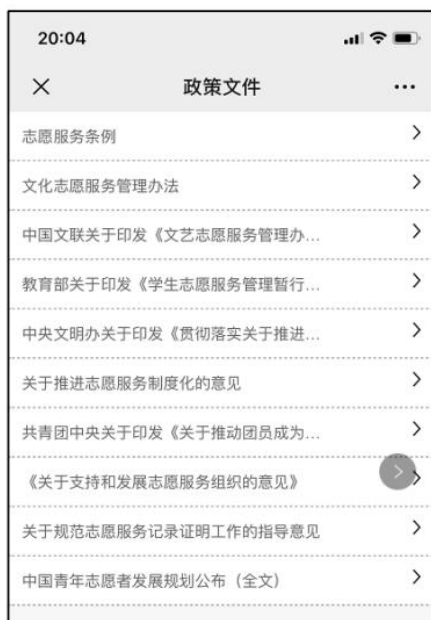 20:04
政策文件
志愿服务条例
文化志愿服务管理办法
中国文联关于印发《文艺志愿服务管理办...
教育部关于印发《学生志愿服务管理暂行...
中央文明办关于印发《贯彻落实关于推进...
关于推进志愿服务制度化的意见
共青团中央关于印发《关于推动团员成为...
《关于支持和发展志愿服务组织的意见》
关于规范志愿服务记录证明工作的指导意见
中国青年志愿者发展规划公布（全文）